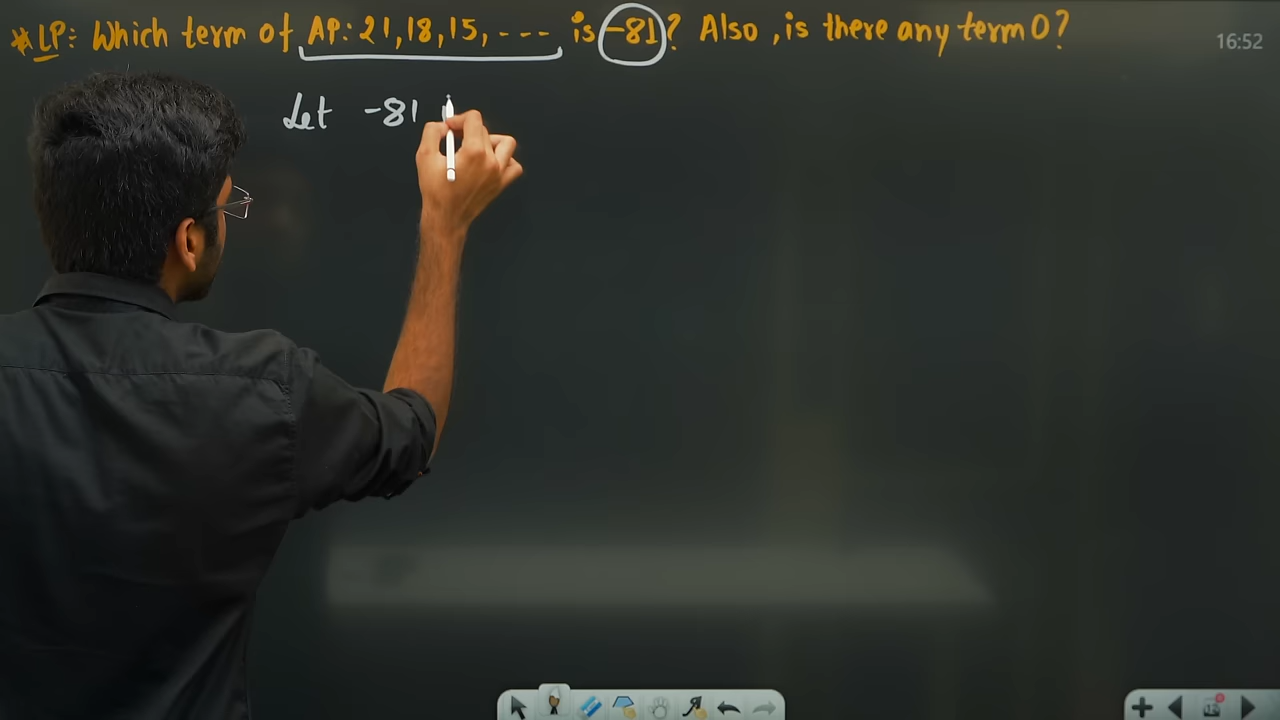 * LP: Which term of AP: 21, 18, 15, - - - is -81? Also, is there any term 0?
16:52
Let -81